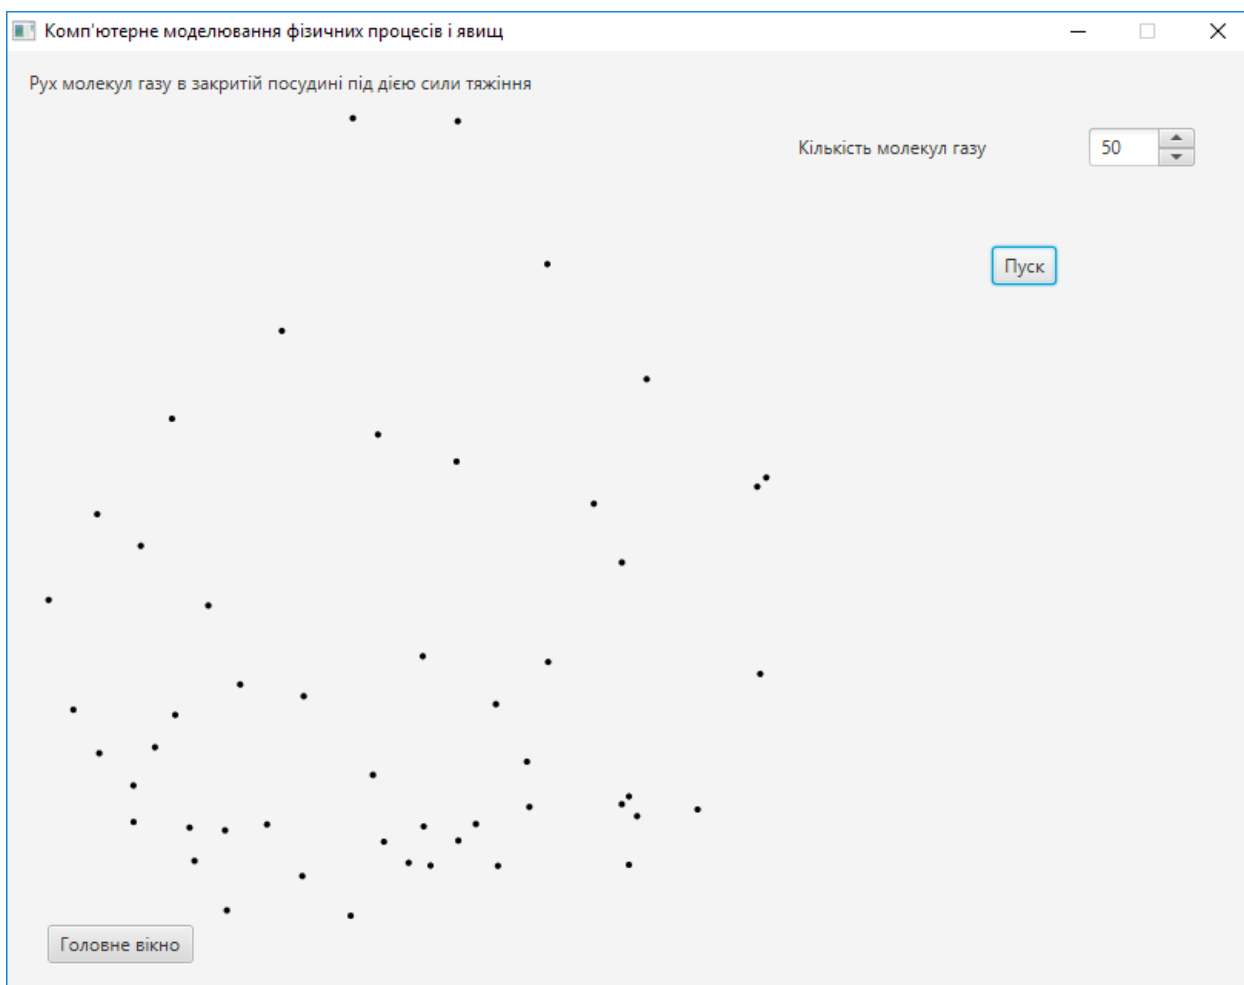 Комп'ютерне моделювання фізичних процесів і явищ
Рух молекул газу в закритій посудині під дією сили тяжіння
Кількість молекул газу
50
Пуск
Головне вікно